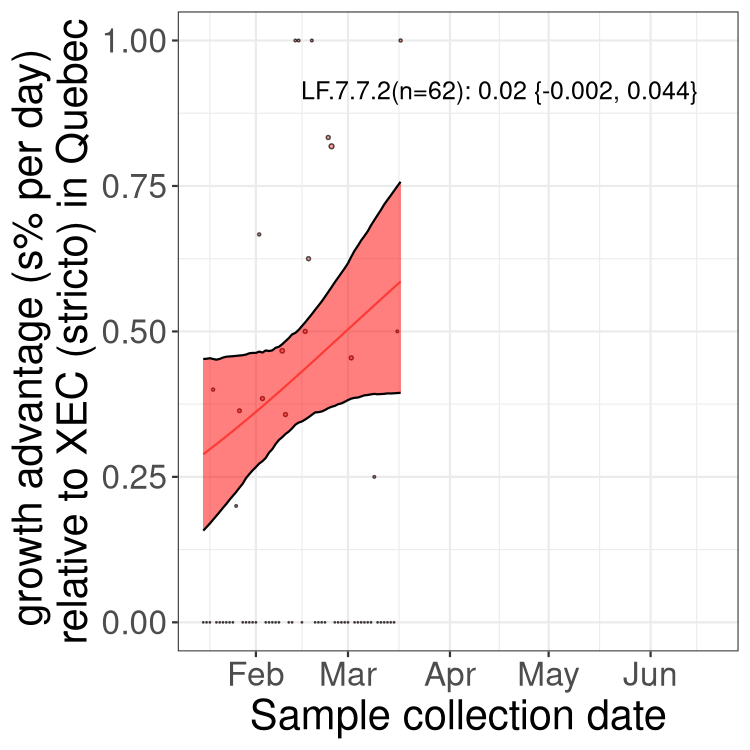 growth advantage (s% per day)
relative to XEC (stricto) in Quebec
1.00
0.75
0.50
0.25
0.00
LF.7.7.2(n=62): 0.02 {-0.002, 0.044}
Feb Mar Apr May Jun
Sample collection date